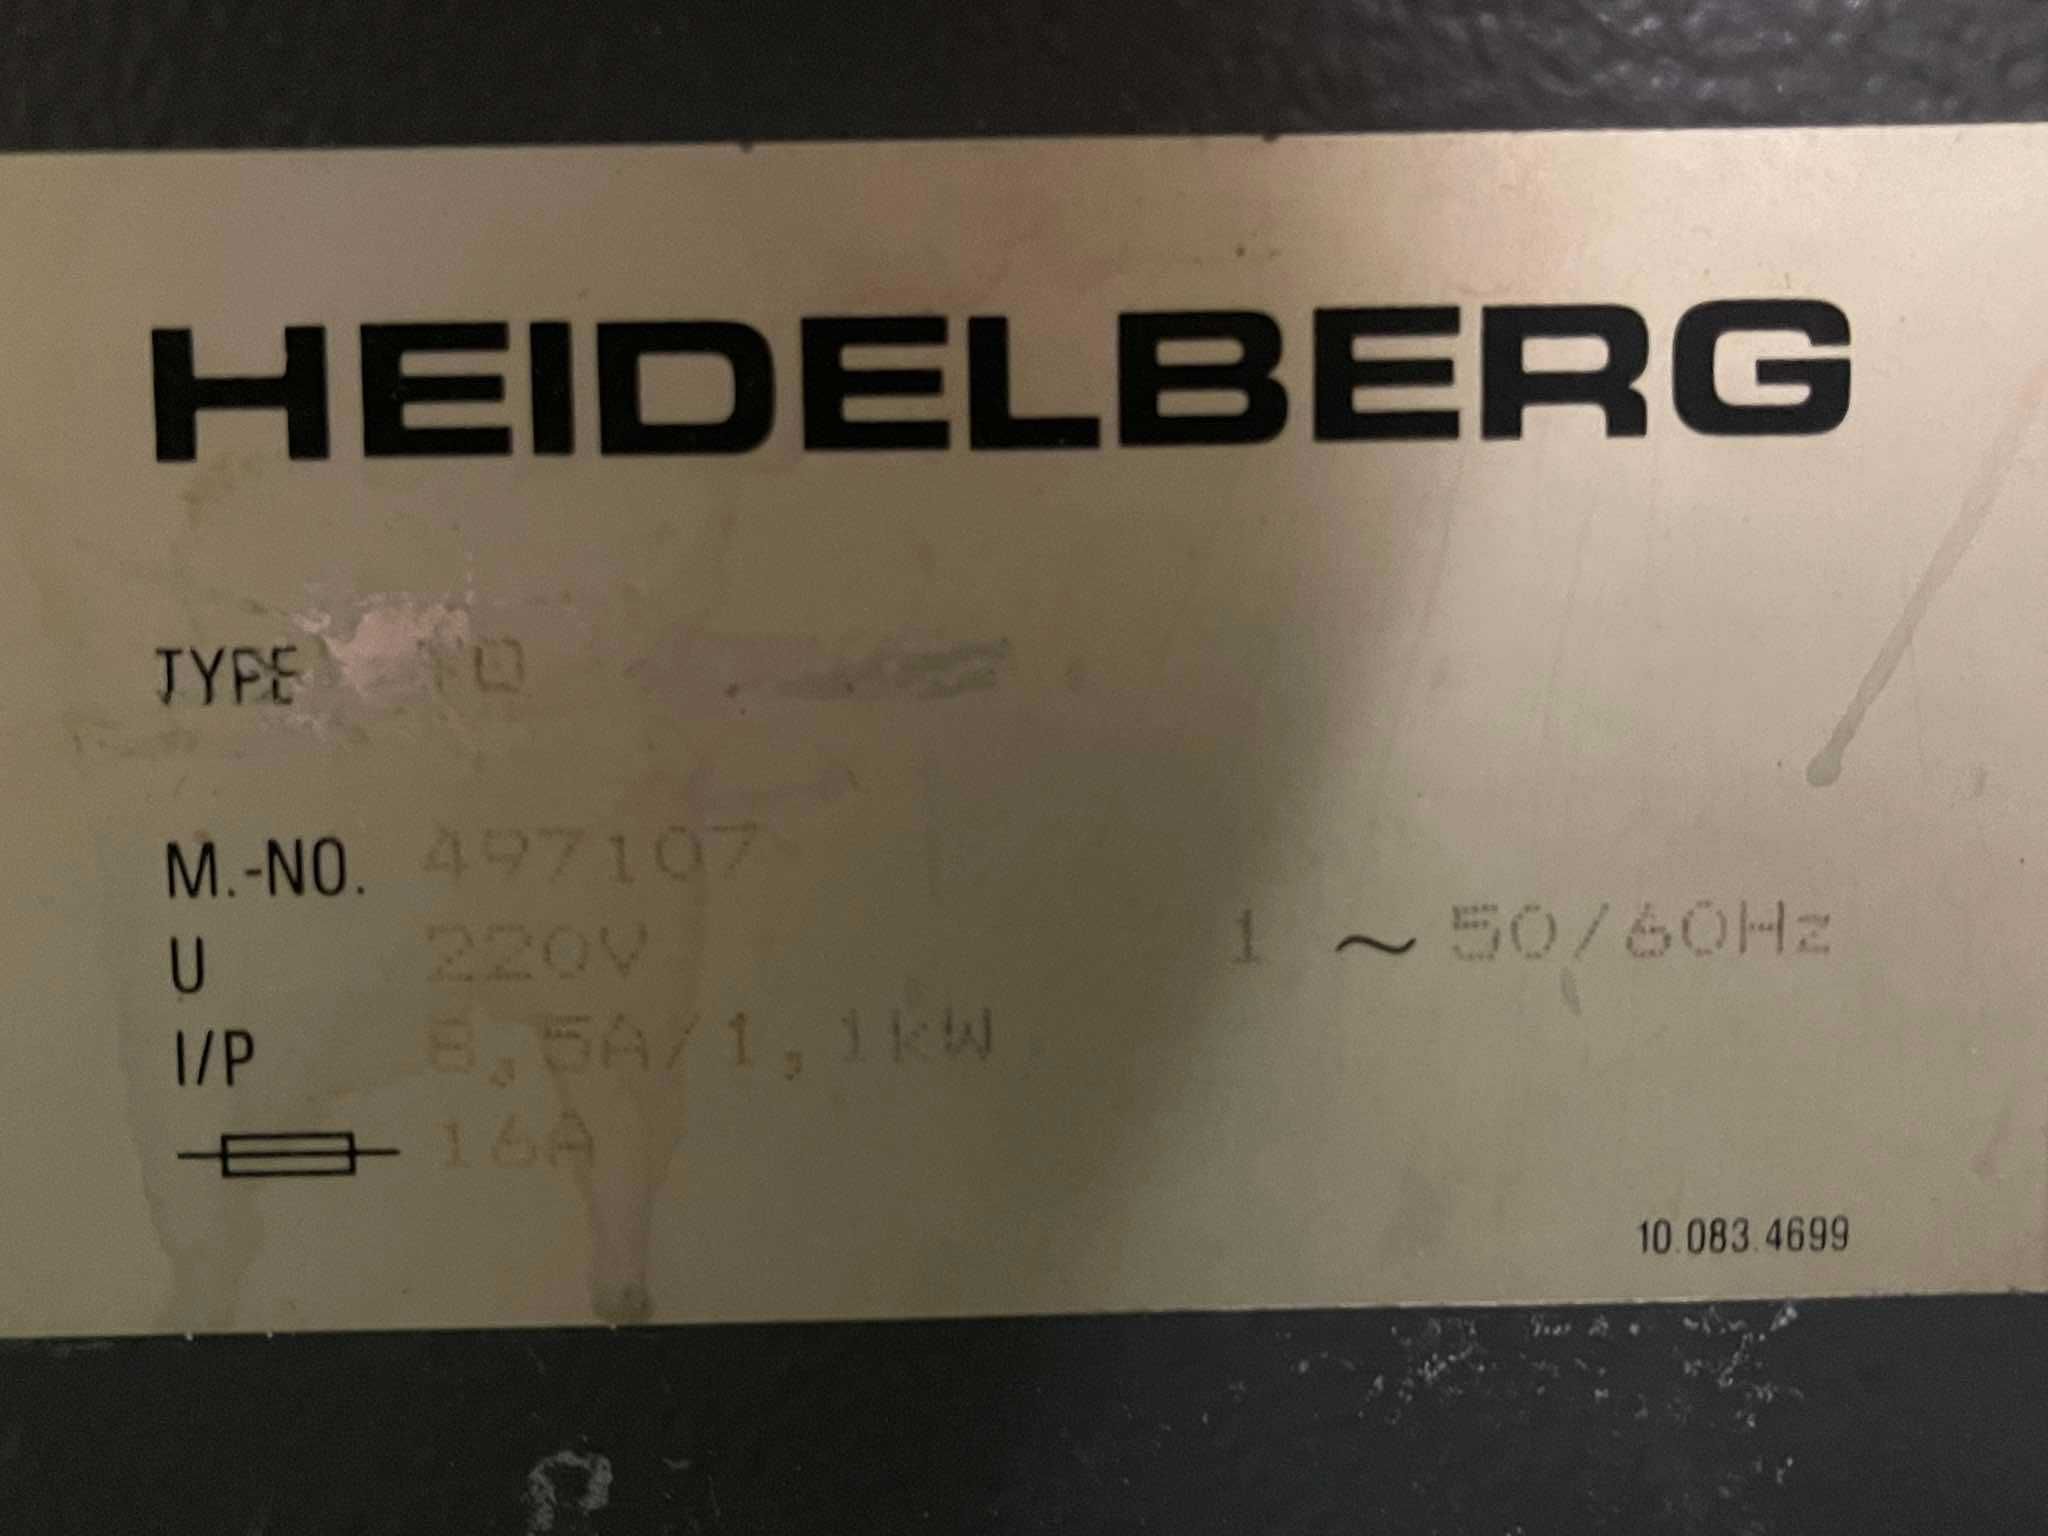 HEIDELBERG
TYPE
M.-NO. 497107
U 220V 1 ~ 50/60Hz
I/P 8,5A/1,1kW
16A
10.083.4699